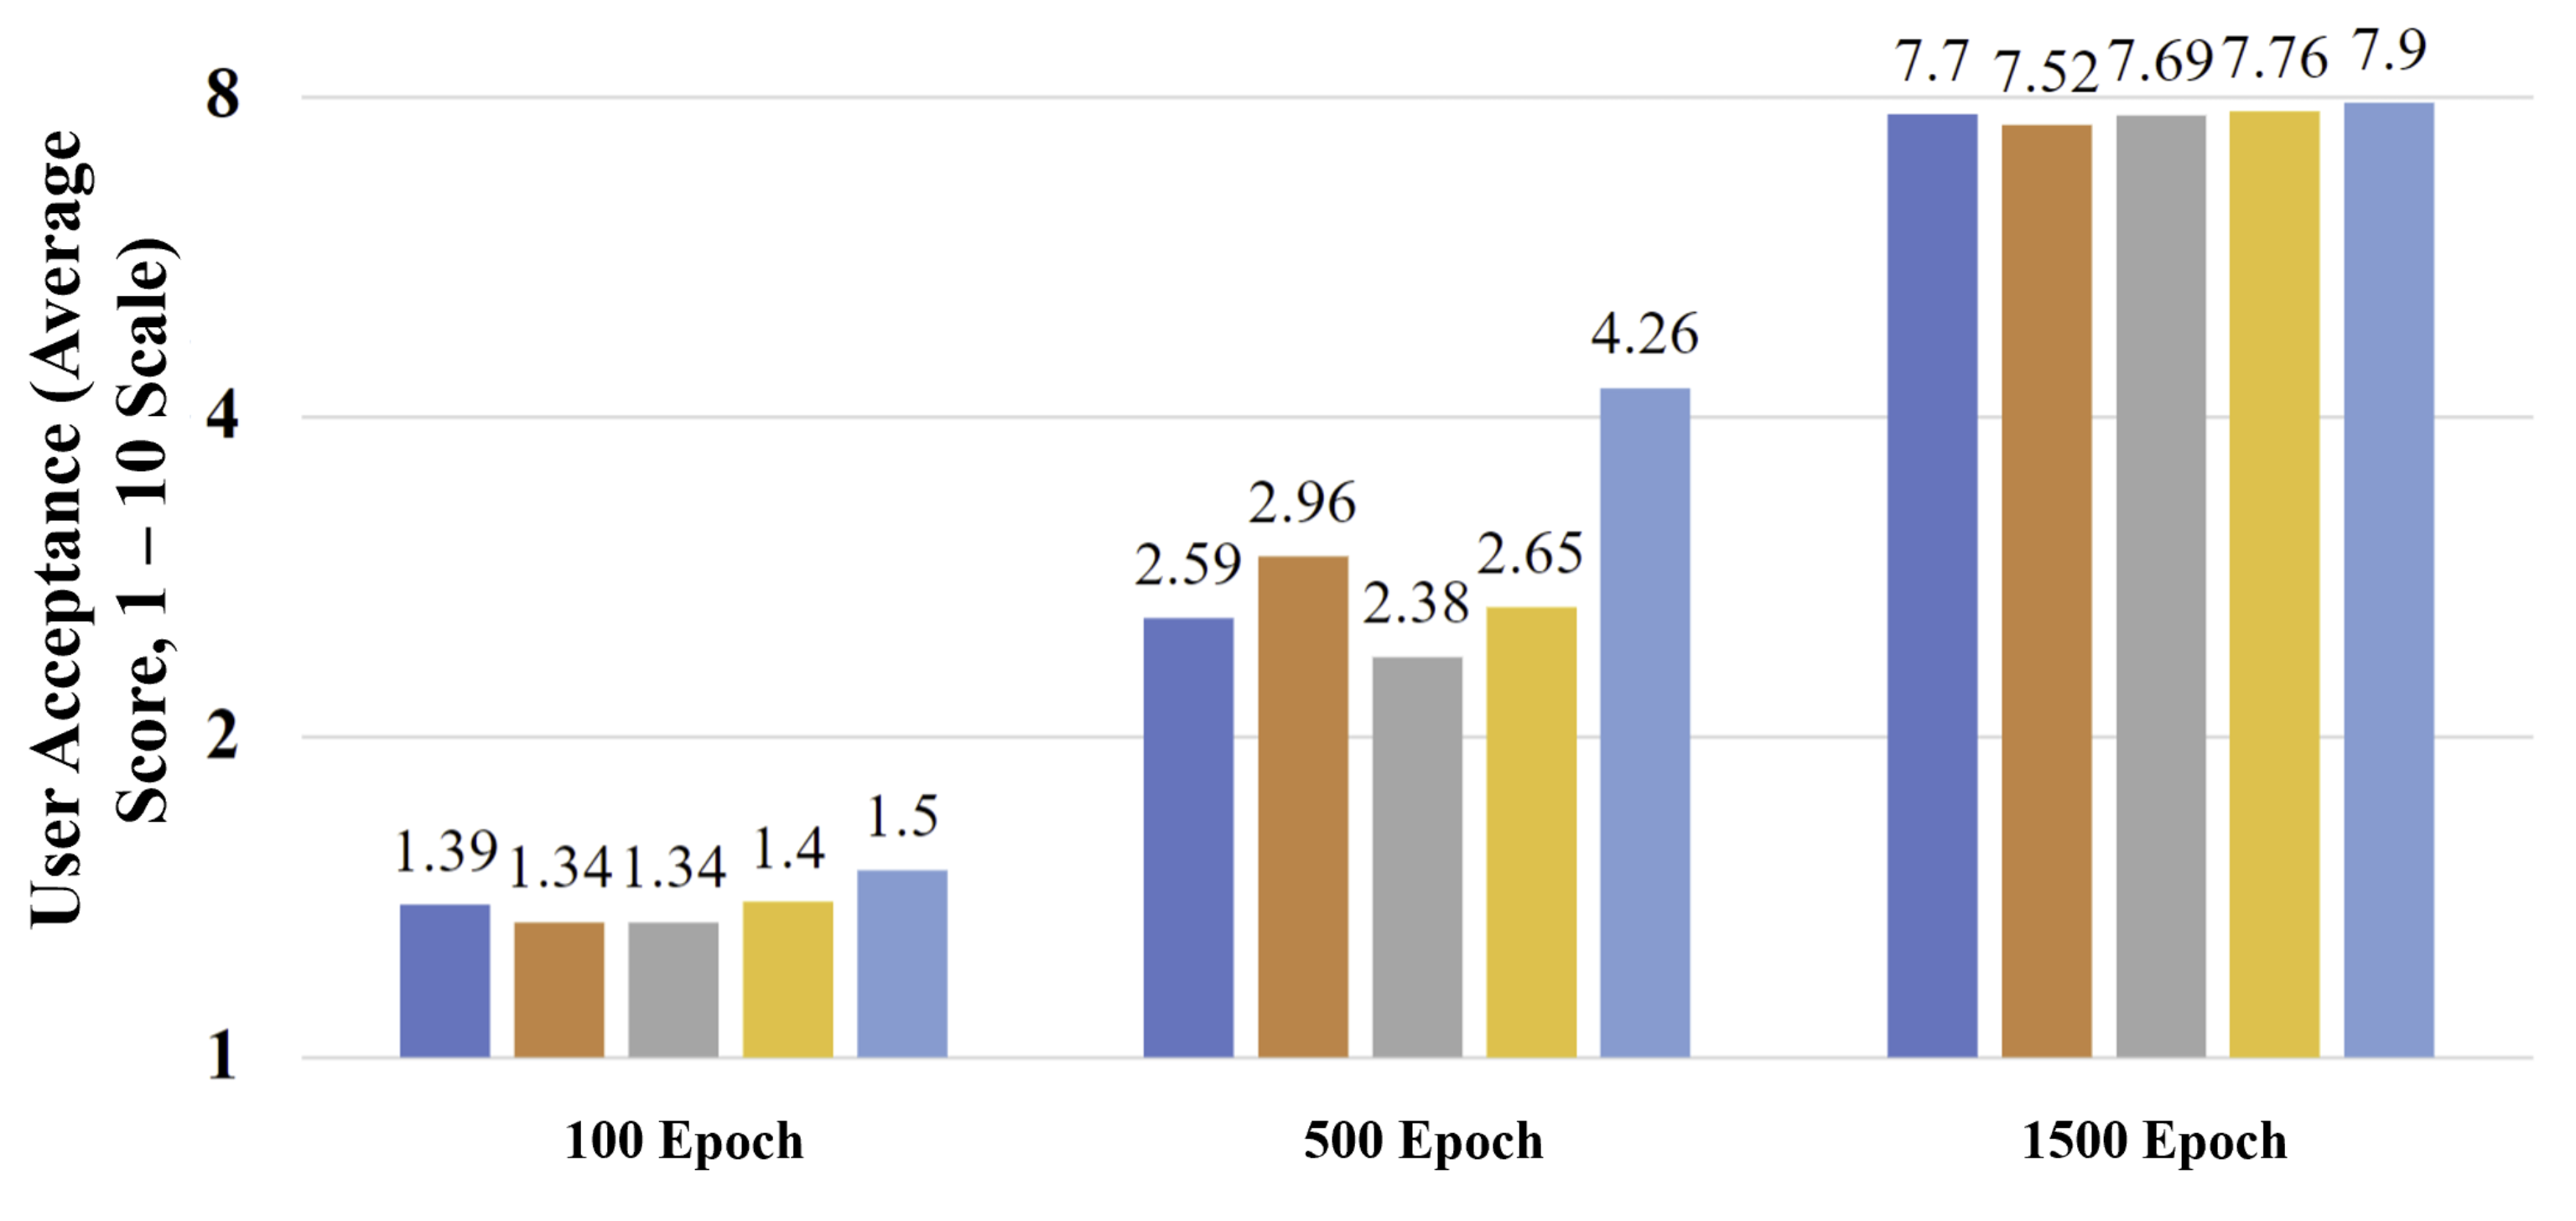 User Acceptance (Average
Score, 1 – 10 Scale)
8
4
2
1
1.39 1.34 1.34 1.4 1.5
2.59 2.96 2.38 2.65 4.26
7.7 7.52 7.69 7.76 7.9
100 Epoch
500 Epoch
1500 Epoch